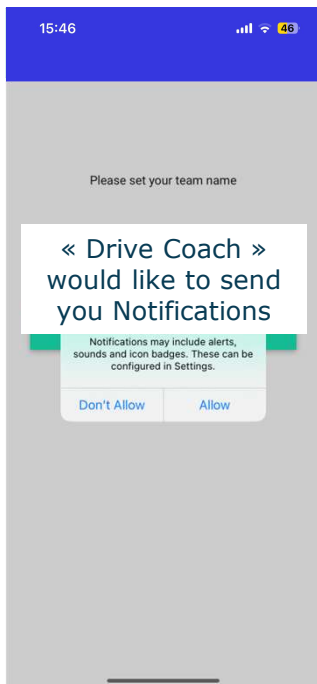 15:46
46
Please set your team name
« Drive Coach »
would like to send
you Notifications
Notifications may include alerts,
sounds and icon badges. These can be
configured in Settings.
Don't Allow
Allow